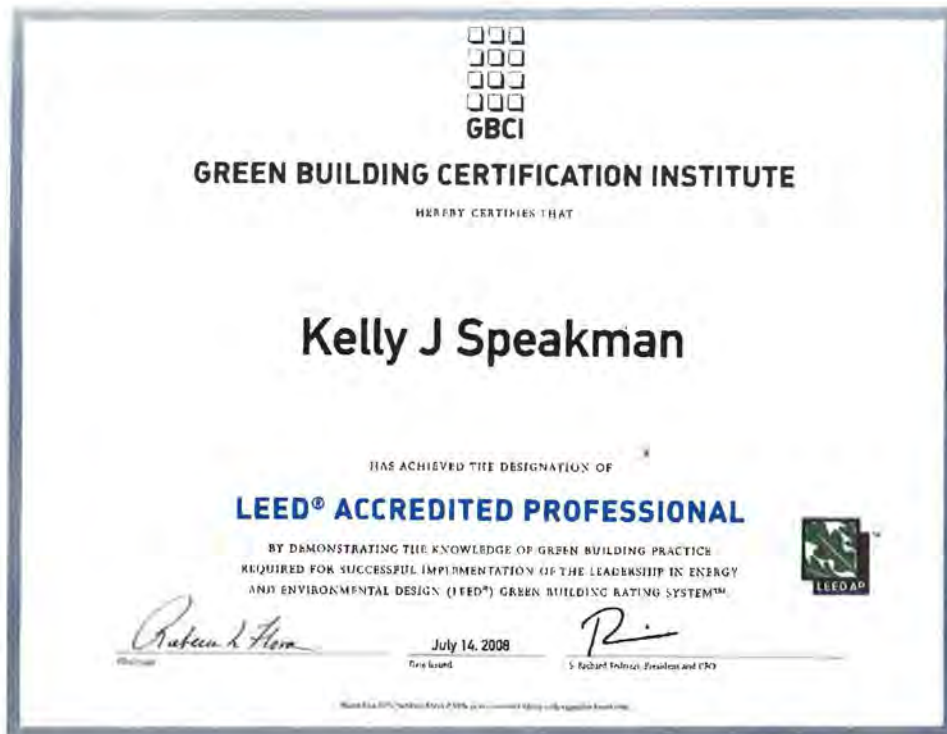 GBCI
GREEN BUILDING CERTIFICATION INSTITUTE
HEREBY CERTIFIES THAT
Kelly J Speakman
HAS ACHIEVED THE DESIGNATION OF
LEED® ACCREDITED PROFESSIONAL
BY DEMONSTRATING THE KNOWLEDGE OF GREEN BUILDING PRACTICE
REQUIRED FOR SUCCESSFUL IMPLEMENTATION OF THE LEADERSHIP IN ENERGY
AND ENVIRONMENTAL DESIGN (LEED®) GREEN BUILDING RATING SYSTEM™.
LEED AP
™
July 14, 2008
Date Issued
S. Richard President and CEO